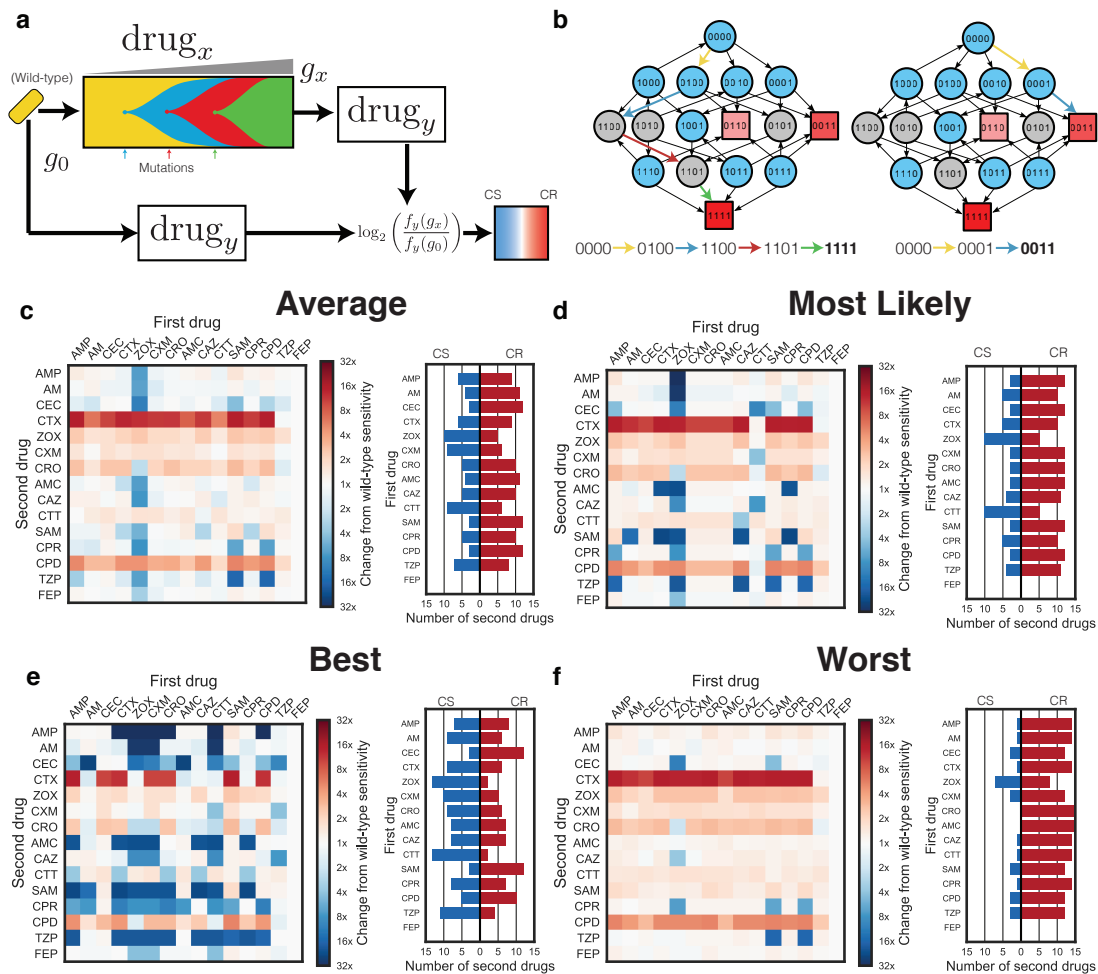 a
drug_x
(Wild-type)
g_x
drug_y
g_0
Mutations
drug_y
CS CR
log_2 ( f_y(g_x) / f_y(g_0) )
b
0000
1000 0100 0010 0001
1100 1010 1001 0110 0101 0011
1110 1101 1011 0111
1111
0000 0100 1100 1101 1111
0000
1000 0100 0010 0001
1100 1010 1001 0110 0101 0011
1110 1101 1011 0111
1111
0000 0001 0011
c
Average
First drug
AMP AM CEC CTX ZOX CXM CRO AMC CAZ CTT SAM CPR CPD TZP FEP
Second drug
AMP
AM
CEC
CTX
ZOX
CXM
CRO
AMC
CAZ
CTT
SAM
CPR
CPD
TZP
FEP
32x
16x
8x
4x
2x
1x
2x
4x
8x
16x
32x
Change from wild-type sensitivity
CS CR
First drug
AMP
AM
CEC
CTX
ZOX
CXM
CRO
AMC
CAZ
CTT
SAM
CPR
CPD
TZP
FEP
15 10 5 0 5 10 15
Number of second drugs
d
Most Likely
First drug
AMP AM CEC CTX ZOX CXM CRO AMC CAZ CTT SAM CPR CPD TZP FEP
Second drug
AMP
AM
CEC
CTX
ZOX
CXM
CRO
AMC
CAZ
CTT
SAM
CPR
CPD
TZP
FEP
32x
16x
8x
4x
2x
1x
2x
4x
8x
16x
32x
Change from wild-type sensitivity
CS CR
First drug
AMP
AM
CEC
CTX
ZOX
CXM
CRO
AMC
CAZ
CTT
SAM
CPR
CPD
TZP
FEP
15 10 5 0 5 10 15
Number of second drugs
e
Best
First drug
AMP AM CEC CTX ZOX CXM CRO AMC CAZ CTT SAM CPR CPD TZP FEP
Second drug
AMP
AM
CEC
CTX
ZOX
CXM
CRO
AMC
CAZ
CTT
SAM
CPR
CPD
TZP
FEP
32x
16x
8x
4x
2x
1x
2x
4x
8x
16x
32x
Change from wild-type sensitivity
CS CR
First drug
AMP
AM
CEC
CTX
ZOX
CXM
CRO
AMC
CAZ
CTT
SAM
CPR
CPD
TZP
FEP
15 10 5 0 5 10 15
Number of second drugs
f
Worst
First drug
AMP AM CEC CTX ZOX CXM CRO AMC CAZ CTT SAM CPR CPD TZP FEP
Second drug
AMP
AM
CEC
CTX
ZOX
CXM
CRO
AMC
CAZ
CTT
SAM
CPR
CPD
TZP
FEP
32x
16x
8x
4x
2x
1x
2x
4x
8x
16x
32x
Change from wild-type sensitivity
CS CR
First drug
AMP
AM
CEC
CTX
ZOX
CXM
CRO
AMC
CAZ
CTT
SAM
CPR
CPD
TZP
FEP
15 10 5 0 5 10 15
Number of second drugs